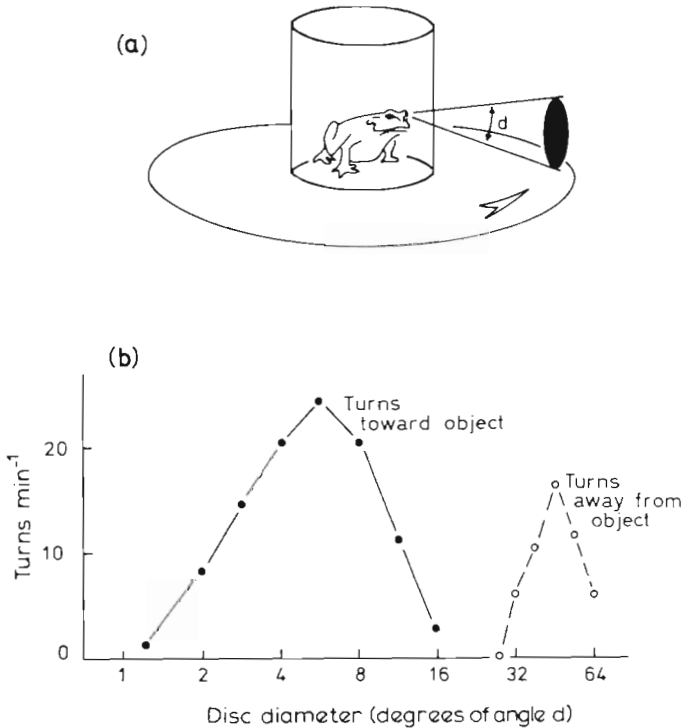 (a)
d
(b)
Turns min⁻¹
20
10
0
Turns
toward object
Turns
away from
object
1 2 4 8 16 32 64
Disc diameter (degrees of angle d)